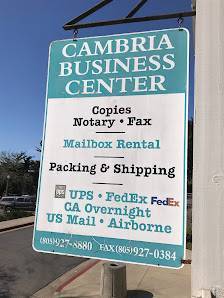 CAMBRIA
BUSINESS
CENTER
Copies
Notary • Fax
Mailbox Rental
Packing & Shipping
ups UPS • FedEx FedEx
CA Overnight
US Mail • Airborne
(805)927-8880 FAX(805)927-0384